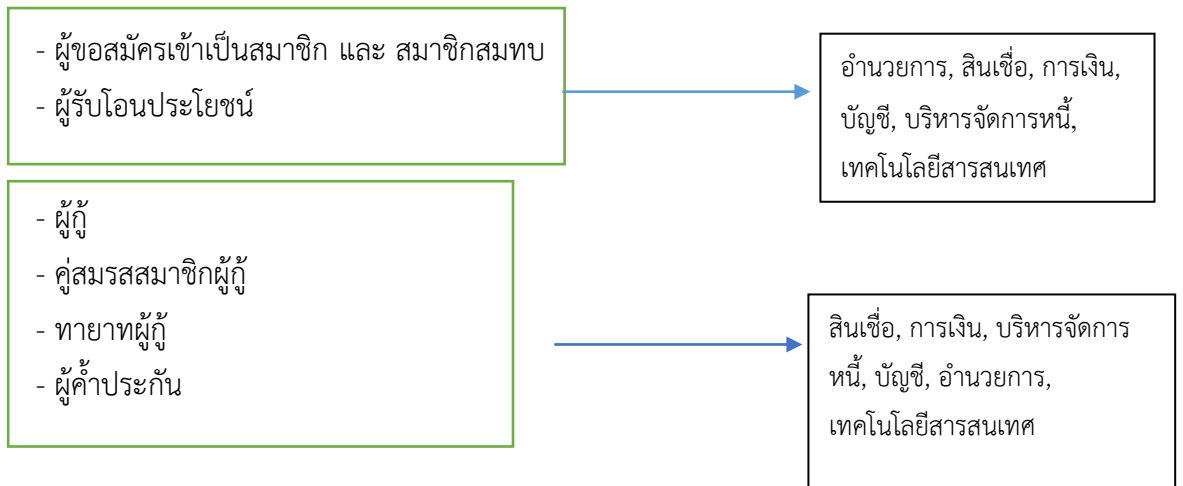 - ผู้ขอสมัครเข้าเป็นสมาชิก และ สมาชิกสมทบ
- ผู้รับโอนประโยชน์
อำนวยการ, สินเชื่อ, การเงิน,
บัญชี, บริหารจัดการหนี้,
เทคโนโลยีสารสนเทศ
- ผู้กู้
- คู่สมรสสมาชิกผู้กู้
- ทายาทผู้กู้
- ผู้ค้ำประกัน
สินเชื่อ, การเงิน, บริหารจัดการ
หนี้, บัญชี, อำนวยการ,
เทคโนโลยีสารสนเทศ